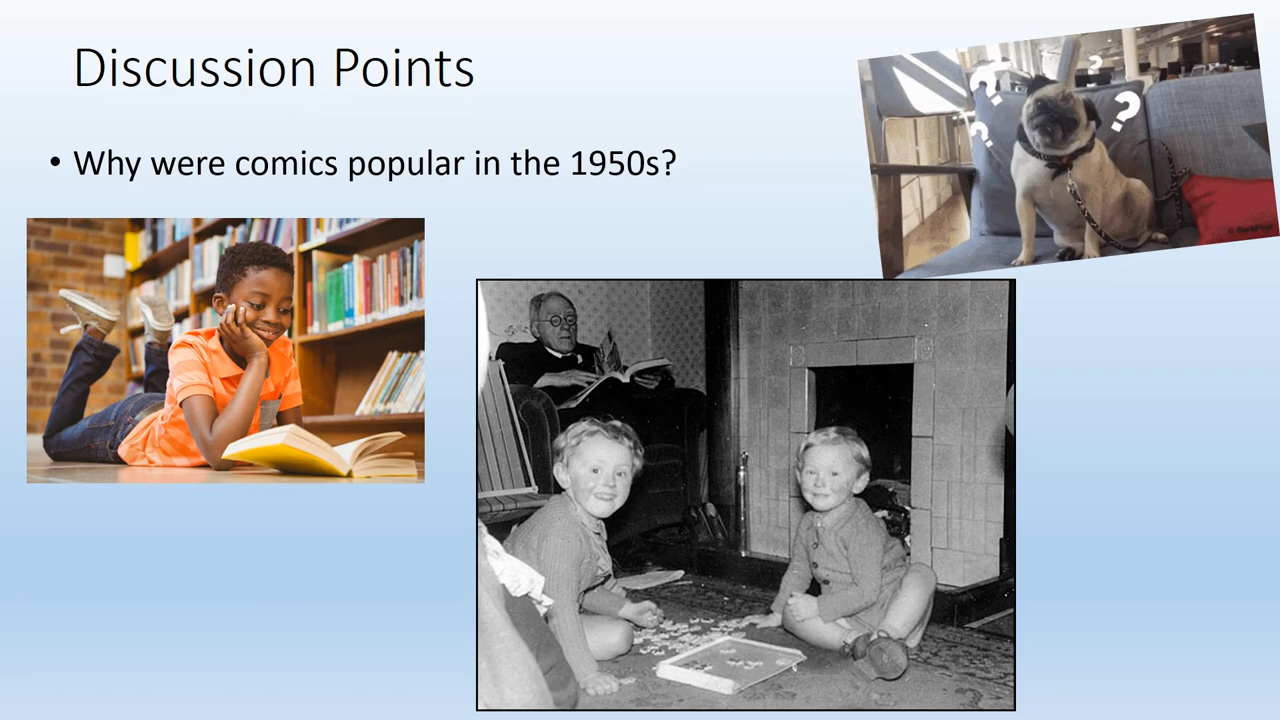 Discussion Points
• Why were comics popular in the 1950s?
? ? ? ?